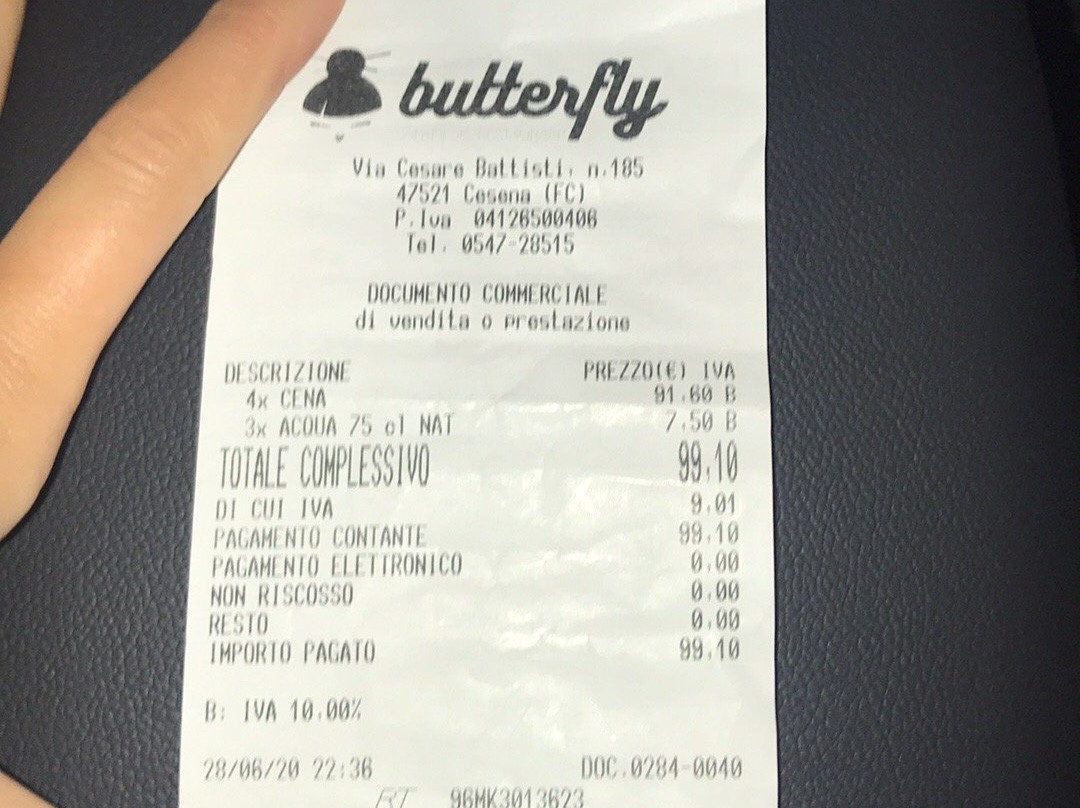 butterfly
Via Cesare Battisti, n.185
47521 Cesena (FC)
P.Iva 04126500406
Tel. 0547-28515
DOCUMENTO COMMERCIALE
di vendita o prestazione
DESCRIZIONE PREZZO(€) IVA
4x CENA 91.60 B
3x ACQUA 75 cl NAT 7.50 B
TOTALE COMPLESSIVO 99.10
DI CUI IVA 9.01
PAGAMENTO CONTANTE 99.10
PAGAMENTO ELETTRONICO 0.00
NON RISCOSSO 0.00
RESTO 0.00
IMPORTO PAGATO 99.10
B: IVA 10.00%
28/06/20 22:36 DOC.0284-0040
RT 96MK3013623